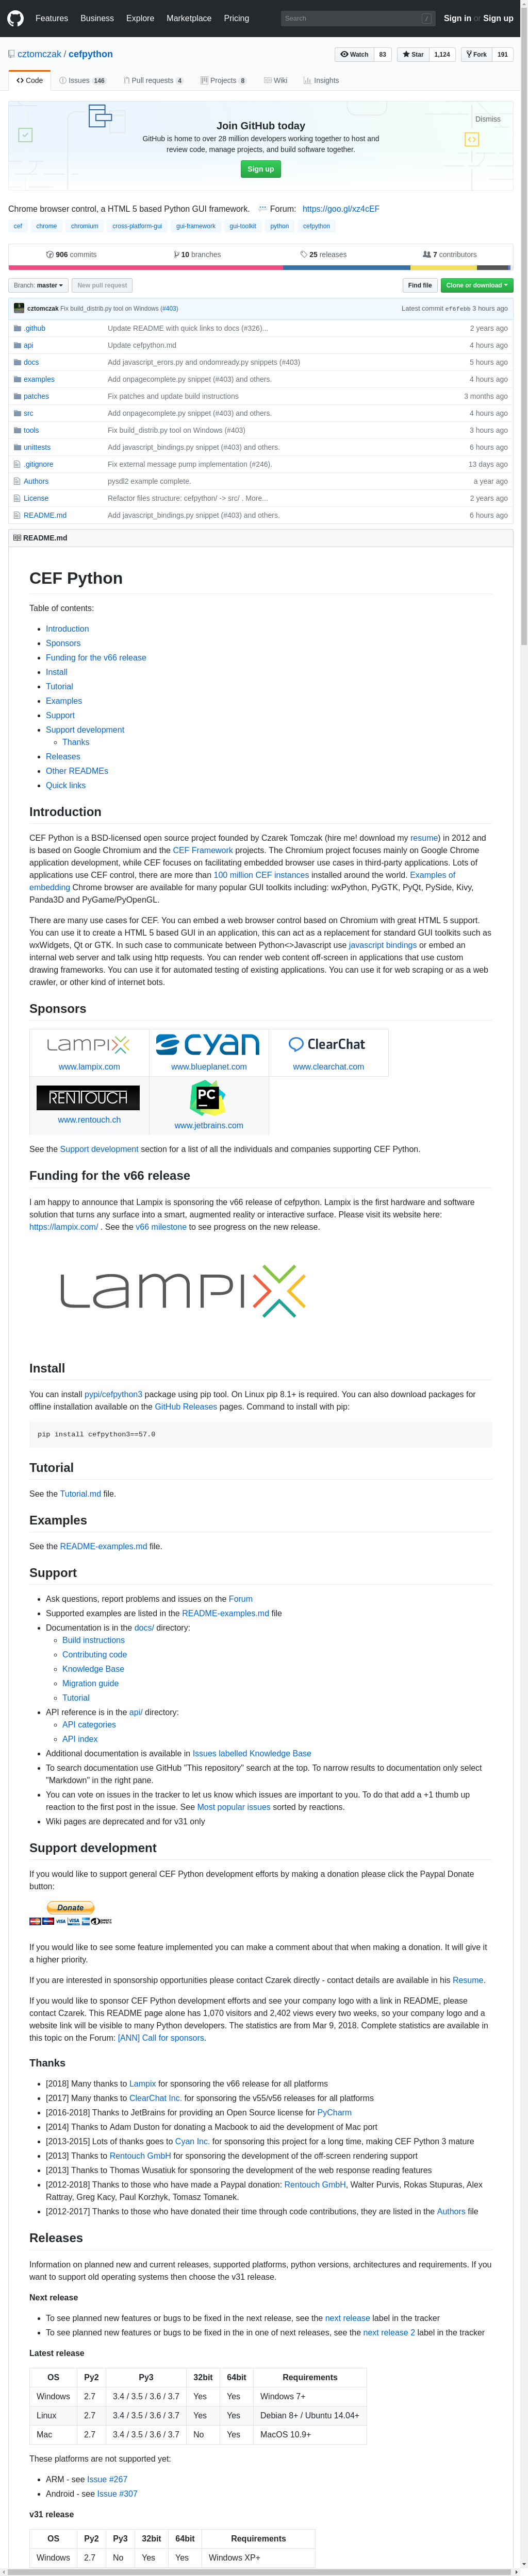 Features Business Explore Marketplace Pricing Search / Sign in or Sign up
cztomczak / cefpython Watch 83 Star 1,124 Fork 191
Code Issues 146 Pull requests 4 Projects 8 Wiki Insights
Dismiss
Join GitHub today
GitHub is home to over 28 million developers working together to host and
review code, manage projects, and build software together.
Sign up
Chrome browser control, a HTML 5 based Python GUI framework. Forum: https://goo.gl/xz4cEF
cef chrome chromium cross-platform-gui gui-framework gui-toolkit python cefpython
906 commits 10 branches 25 releases 7 contributors
Branch: master New pull request Find file Clone or download
cztomczak Fix build_distrib.py tool on Windows (#403) Latest commit efefebb 3 hours ago
.github Update README with quick links to docs (#326)... 2 years ago
api Update cefpython.md 4 hours ago
docs Add javascript_erors.py and ondomready.py snippets (#403) 5 hours ago
examples Add onpagecomplete.py snippet (#403) and others. 4 hours ago
patches Fix patches and update build instructions 3 months ago
src Add onpagecomplete.py snippet (#403) and others. 4 hours ago
tools Fix build_distrib.py tool on Windows (#403) 3 hours ago
unittests Add javascript_bindings.py snippet (#403) and others. 6 hours ago
.gitignore Fix external message pump implementation (#246). 13 days ago
Authors pysdl2 example complete. a year ago
License Refactor files structure: cefpython/ -> src/ . More... 2 years ago
README.md Add javascript_bindings.py snippet (#403) and others. 6 hours ago
README.md
CEF Python
Table of contents:
Introduction
Sponsors
Funding for the v66 release
Install
Tutorial
Examples
Support
Support development
Thanks
Releases
Other READMEs
Quick links
Introduction
CEF Python is a BSD-licensed open source project founded by Czarek Tomczak (hire me! download my resume) in 2012 and
is based on Google Chromium and the CEF Framework projects. The Chromium project focuses mainly on Google Chrome
application development, while CEF focuses on facilitating embedded browser use cases in third-party applications. Lots of
aplications use CEF control, there are more than 100 million CEF instances installed around the world. Examples of
embedding Chrome browser are available for many popular GUI toolkits including: wxPython, PyGTK, PyQt, PySide, Kivy,
Panda3D and PyGame/PyOpenGL.
There are many use cases for CEF. You can embed a web browser control based on Chromium with great HTML 5 support.
You can use it to create a HTML 5 based GUI in an application, this can act as a replacement for standard GUI toolkits such as
wxWidgets, Qt or GTK. In such case to communicate between Python<>Javascript use javascript bindings or embed an
internal web server and talk using http requests. You can render web content off-screen in applications that use custom
drawing frameworks. You can use it for automated testing of existing applications. You can use it for web scraping or as a web
crawler, or other kind of internet bots.
Sponsors
LAMPIX CYAN ClearChat
www.lampix.com www.blueplanet.com www.clearchat.com
RENTOUCH PC
www.rentouch.ch www.jetbrains.com
See the Support development section for a list of all the individuals and companies supporting CEF Python.
Funding for the v66 release
I am happy to announce that Lampix is sponsoring the v66 release of cefpython. Lampix is the first hardware and software
solution that turns any surface into a smart, augmented reality or interactive surface. Please visit its website here:
https://lampix.com/ . See the v66 milestone to see progress on the new release.
LAMPIX
Install
You can install pypi/cefpython3 package using pip tool. On Linux pip 8.1+ is required. You can also download packages for
offline installation available on the GitHub Releases pages. Command to install with pip:
pip install cefpython3==57.0
Tutorial
See the Tutorial.md file.
Examples
See the README-examples.md file.
Support
Ask questions, report problems and issues on the Forum
Supported examples are listed in the README-examples.md file
Documentation is in the docs/ directory:
Build instructions
Contributing code
Knowledge Base
Migration guide
Tutorial
API reference is in the api/ directory:
API categories
API index
Additional documentation is available in Issues labelled Knowledge Base
To search documentation use GitHub "This repository" search at the top. To narrow results to documentation only select
"Markdown" in the right pane.
You can vote on issues in the tracker to let us know which issues are important to you. To do that add a +1 thumb up
reaction to the first post in the issue. See Most popular issues sorted by reactions.
Wiki pages are deprecated and for v31 only
Support development
If you would like to support general CEF Python development efforts by making a donation please click the Paypal Donate
button:
Donate
If you would like to see some feature implemented you can make a comment about that when making a donation. It will give it
a higher priority.
If you are interested in sponsorship opportunities please contact Czarek directly - contact details are available in his Resume.
If you would like to sponsor CEF Python development efforts and see your company logo with a link in README, please
contact Czarek. This README page alone has 1,070 visitors and 2,402 views every two weeks, so your company logo and a
website link will be visible to many Python developers. The statistics are from Mar 9, 2018. Complete statistics are available in
this topic on the Forum: [ANN] Call for sponsors.
Thanks
[2018] Many thanks to Lampix for sponsoring the v66 release for all platforms
[2017] Many thanks to ClearChat Inc. for sponsoring the v55/v56 releases for all platforms
[2016-2018] Thanks to JetBrains for providing an Open Source license for PyCharm
[2014] Thanks to Adam Duston for donating a Macbook to aid the development of Mac port
[2013-2015] Lots of thanks goes to Cyan Inc. for sponsoring this project for a long time, making CEF Python 3 mature
[2013] Thanks to Rentouch GmbH for sponsoring the development of the off-screen rendering support
[2013] Thanks to Thomas Wusatiuk for sponsoring the development of the web response reading features
[2012-2018] Thanks to those who have made a Paypal donation: Rentouch GmbH, Walter Purvis, Rokas Stupuras, Alex
Rattray, Greg Kacy, Paul Korzhyk, Tomasz Tomanek.
[2012-2017] Thanks to those who have donated their time through code contributions, they are listed in the Authors file
Releases
Information on planned new and current releases, supported platforms, python versions, architectures and requirements. If you
want to support old operating systems then choose the v31 release.
Next release
To see planned new features or bugs to be fixed in the next release, see the next release label in the tracker
To see planned new features or bugs to be fixed in the in one of next releases, see the next release 2 label in the tracker
Latest release
OS Py2 Py3 32bit 64bit Requirements
Windows 2.7 3.4 / 3.5 / 3.6 / 3.7 Yes Yes Windows 7+
Linux 2.7 3.4 / 3.5 / 3.6 / 3.7 Yes Yes Debian 8+ / Ubuntu 14.04+
Mac 2.7 3.4 / 3.5 / 3.6 / 3.7 No Yes MacOS 10.9+
These platforms are not supported yet:
ARM - see Issue #267
Android - see Issue #307
v31 release
OS Py2 Py3 32bit 64bit Requirements
Windows 2.7 No Yes Yes Windows XP+